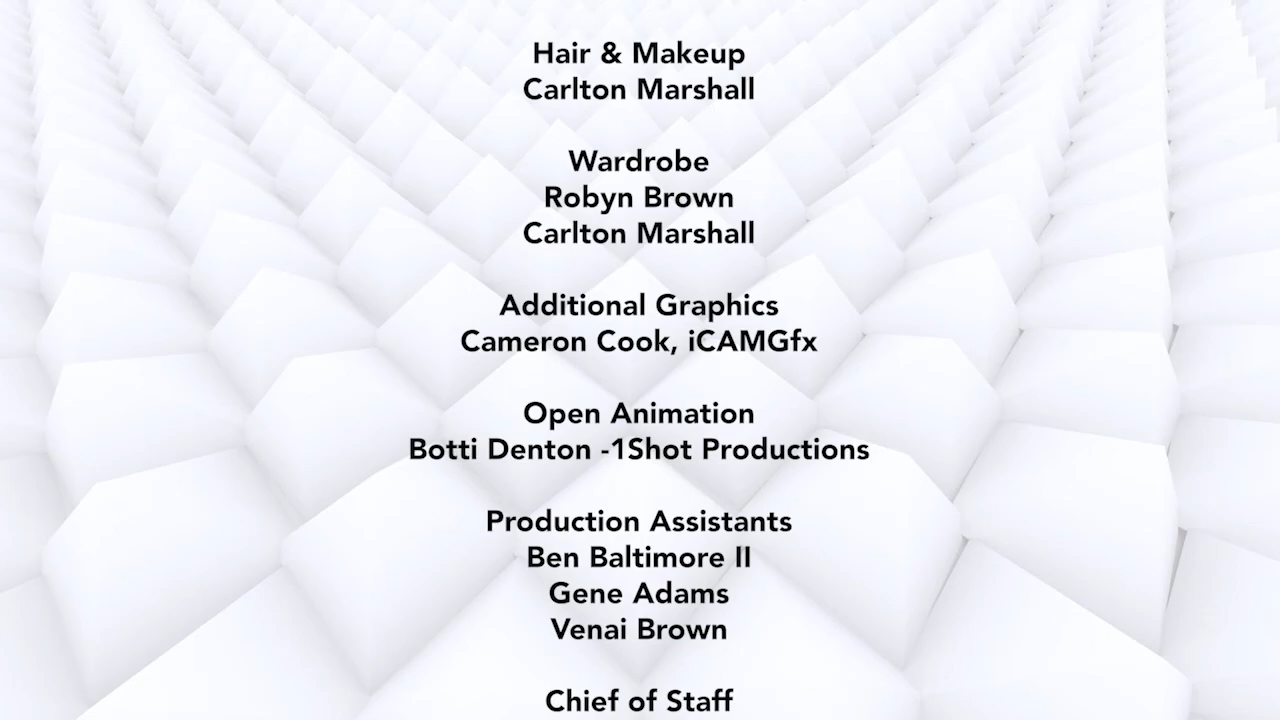 Hair & Makeup
Carlton Marshall
Wardrobe
Robyn Brown
Carlton Marshall
Additional Graphics
Cameron Cook, iCAMGfx
Open Animation
Botti Denton -1Shot Productions
Production Assistants
Ben Baltimore II
Gene Adams
Venai Brown
Chief of Staff